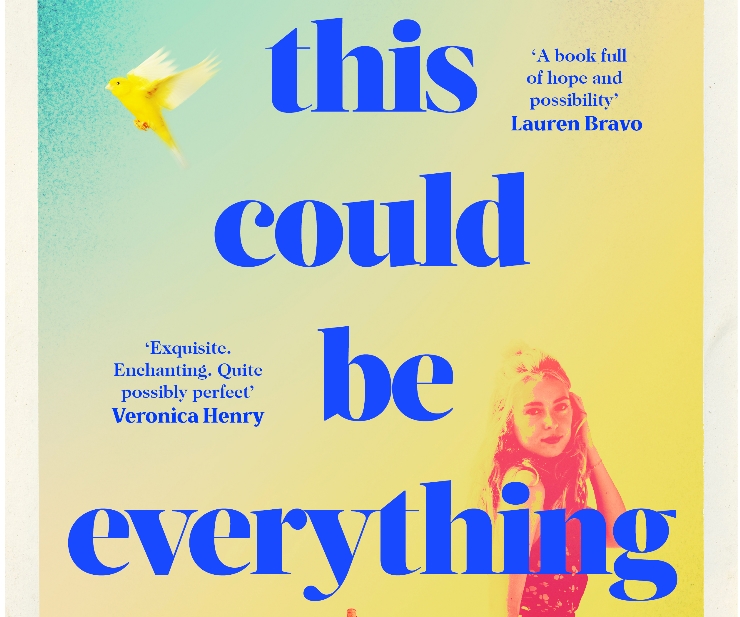 this
‘A book full
of hope and
possibility’
Lauren Bravo
could
be
‘Exquisite.
Enchanting. Quite
possibly perfect’
Veronica Henry
everything